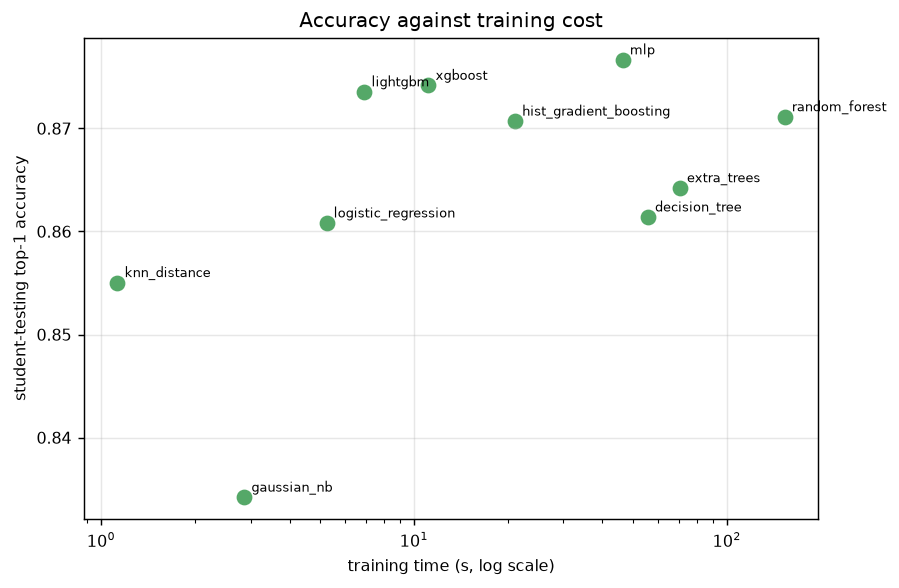 Accuracy against training cost
student-testing top-1 accuracy
0.87
0.86
0.85
0.84
mlp
lightgbm
xgboost
hist_gradient_boosting
random_forest
extra_trees
decision_tree
logistic_regression
knn_distance
gaussian_nb
10⁰
10¹
10²
training time (s, log scale)